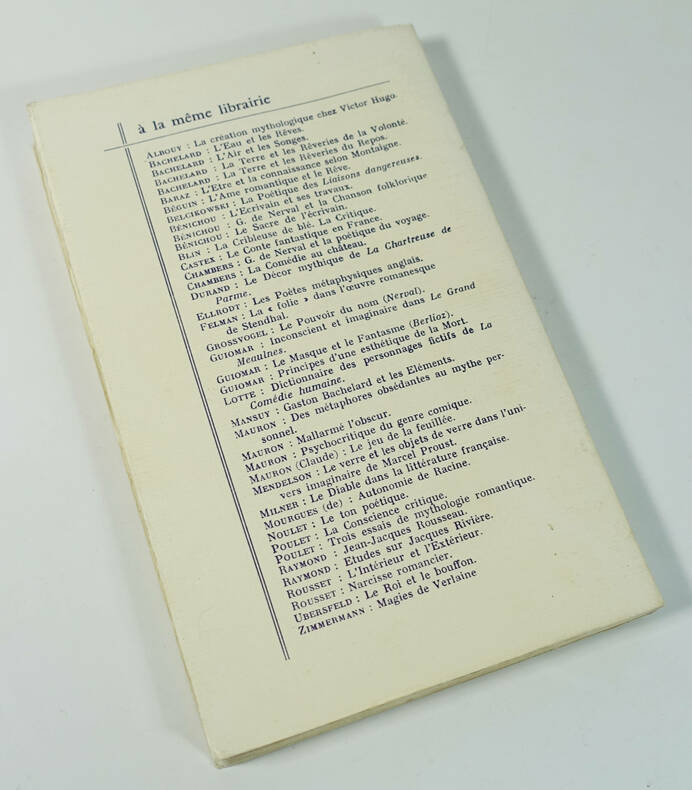 à la même librairie
ALBOUY : La création mythologique chez Victor Hugo.
BACHELARD : L'Eau et les Rêves.
BACHELARD : L'Air et les Songes.
BACHELARD : La Terre et les Rêveries de la Volonté.
BACHELARD : La Terre et les Rêveries du Repos.
BARAZ : L'Etre et la connaissance selon Montaigne.
BÉGUIN : L'Ame romantique et le Rêve.
BELCIKOWSKI : La Poétique des Liaisons dangereuses.
BÉNICHOU : L'Ecrivain et ses travaux.
BÉNICHOU : G. de Nerval et la Chanson folklorique
BÉNICHOU : Le Sacre de l'écrivain.
BLIN : La Cribleuse de blé. La Critique.
CASTEX : Le Conte fantastique en France.
CHAMBERS : G. de Nerval et la poétique du voyage.
CHAMBERS : La Comédie au château.
DURAND : Le Décor mythique de La Chartreuse de
Parme.
ELLRODT : Les Poètes métaphysiques anglais.
FELMAN : La « folie » dans l'œuvre romanesque
de Stendhal.
GROSSVOGEL : Le Pouvoir du nom (Nerval).
GUIOMAR : Inconscient et imaginaire dans Le Grand
Meaulnes.
GUIOMAR : Le Masque et le Fantasme (Berlioz).
GUIOMAR : Principes d'une esthétique de la Mort.
LOTTE : Dictionnaire des personnages fictifs de La
Comédie humaine.
MANSUY : Gaston Bachelard et les Eléments.
MAURON : Des métaphores obsédantes au mythe per-
sonnel.
MAURON : Mallarmé l'obscur.
MAURON : Psychocritique du genre comique.
MAURON (Claude) : Le jeu de la feuillée.
MENDELSON : Le verre et les objets de verre dans l'uni-
vers imaginaire de Marcel Proust.
MILNER : Le Diable dans la littérature française.
MOURGUES (de) : Autonomie de Racine.
NOULET : Le ton poétique.
POULET : La Conscience critique.
POULET : Trois essais de mythologie romantique.
RAYMOND : Jean-Jacques Rousseau.
RAYMOND : Etudes sur Jacques Rivière.
ROUSSET : L'Intérieur et l'Extérieur.
ROUSSET : Narcisse romancier.
UBERSFELD : Le Roi et le bouffon.
ZIMMERMANN : Magies de Verlaine